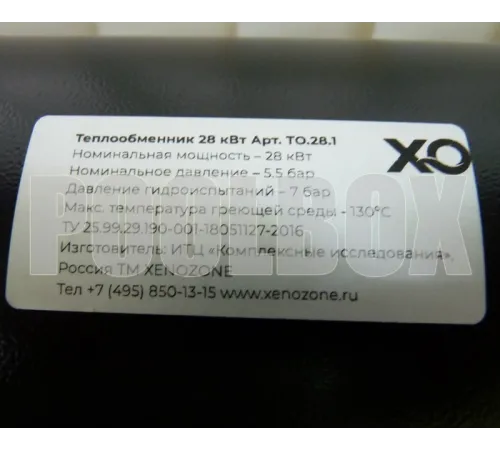 Теплообменник 28 кВт Арт. ТО.28.1
Номинальная мощность – 28 кВт
Номинальное давление – 5.5 бар
Давление гидроиспытаний – 7 бар
Макс. температура греющей среды - 130°С
ТУ 25.99.29.190-001-18051127-2016
Изготовитель: ИТЦ «Комплексные исследования»,
Россия ТМ XENOZONE
Тел +7 (495) 850-13-15 www.xenozone.ru
XO
POOLBOX